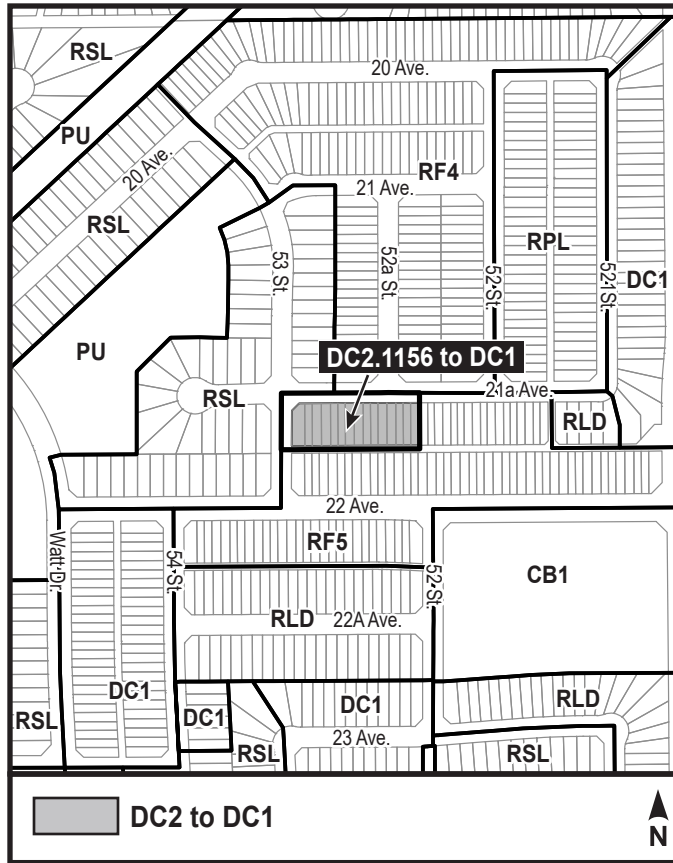 RSL
20 Ave.
PU
20 Ave.
RF4
21 Ave.
RSL
RPL
53 St.
52a St.
52 St.
521 St.
DC1
PU
DC2.1156 to DC1
21a Ave.
RSL
RLD
22 Ave.
RF5
Watt Dr.
54 St.
52 St.
CB1
RLD
22A Ave.
DC1
DC1
DC1
RLD
RSL
RSL
23 Ave.
RSL
DC2 to DC1
N